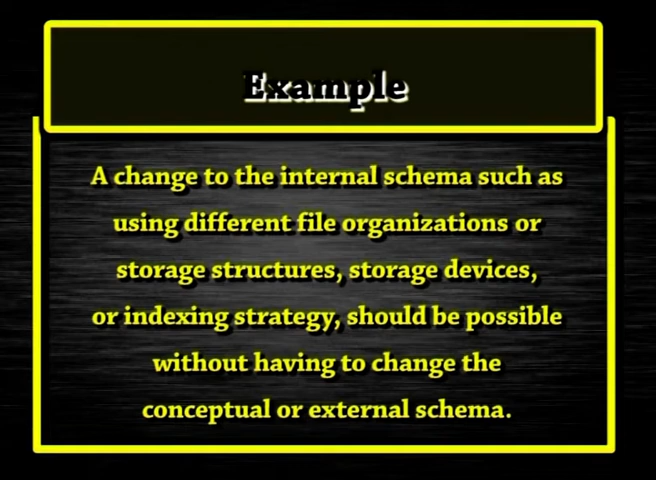 Example
A change to the internal schema such as
using different file organizations or
storage structures, storage devices,
or indexing strategy, should be possible
without having to change the
conceptual or external schema.